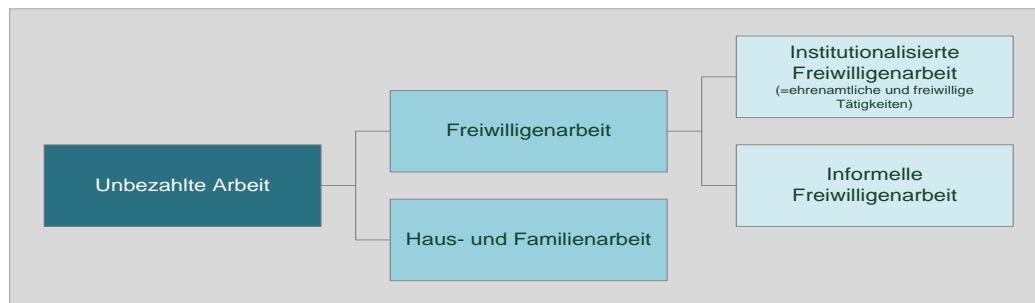 Unbezahlte Arbeit
Freiwilligenarbeit
Haus- und Familienarbeit
Institutionalisierte
Freiwilligenarbeit
(=ehrenamtliche und freiwillige
Tätigkeiten)
Informelle
Freiwilligenarbeit